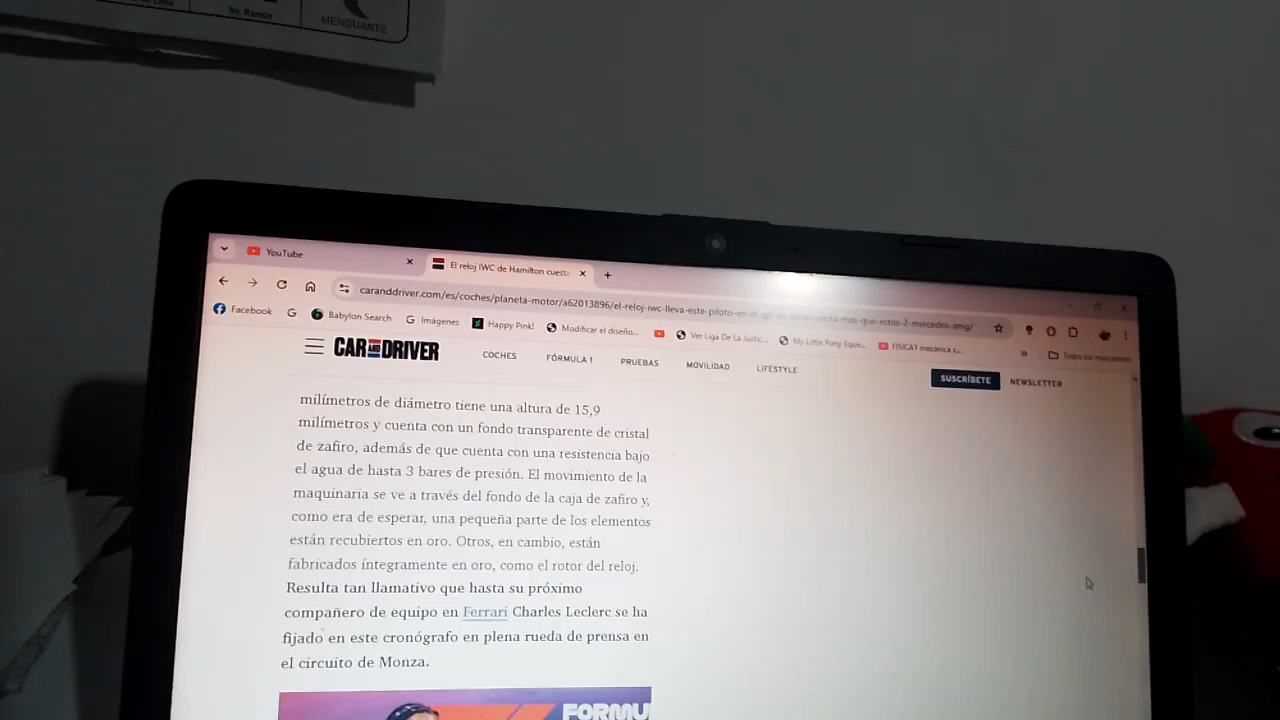 Sn. Ramón
MENGUANTE
YouTube
El reloj IWC de Hamilton cuesta
caranddriver.com/es/coches/planeta-motor/a62013896/el-reloj-iwc-lleva-este-piloto-en-el-gp-de-italia-cuesta-mas-que-estos-2-mercedes-amg/
Facebook
Babylon Search
Imágenes
Happy Pink!
Modificar el diseño...
Ver Liga De La Justic...
My Little Pony Eque...
FISICA1 mecanica c...
Todos los marcadores
CAR AND DRIVER
COCHES
FÓRMULA 1
PRUEBAS
MOVILIDAD
LIFESTYLE
SUSCRÍBETE
NEWSLETTER
milímetros de diámetro tiene una altura de 15,9
milímetros y cuenta con un fondo transparente de cristal
de zafiro, además de que cuenta con una resistencia bajo
el agua de hasta 3 bares de presión. El movimiento de la
maquinaria se ve a través del fondo de la caja de zafiro y,
como era de esperar, una pequeña parte de los elementos
están recubiertos en oro. Otros, en cambio, están
fabricados íntegramente en oro, como el rotor del reloj.
Resulta tan llamativo que hasta su próximo
compañero de equipo en Ferrari Charles Leclerc se ha
fijado en este cronógrafo en plena rueda de prensa en
el circuito de Monza.
FORMU